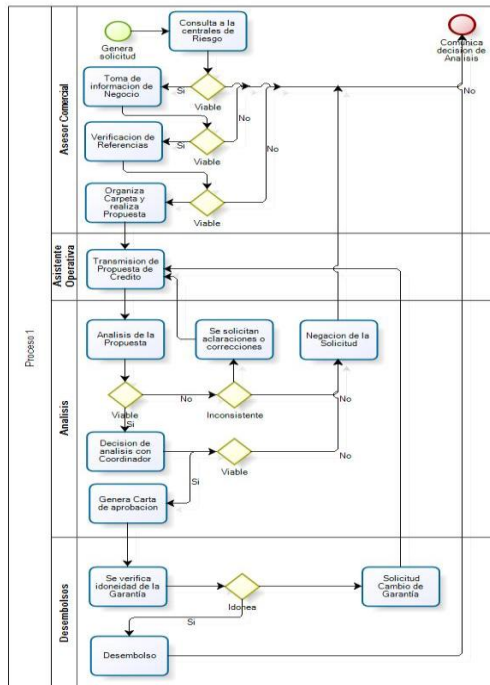 Proceso 1
Asesor Comercial
Genera
solicitud
Consulta a la
centrales de
Riesgo
Comunica
decision de
Analisis
Toma de
informacion de
Negocio
Si
Viable
No
No
Verificacion de
Referencias
Si
Viable
No
Organiza
Carpeta y
realiza
Propuesta
Viable
Asistente
Operativa
Transmision de
Propuesta de
Credito
Analisis
Analisis de la
Propuesta
Se solicitan
aclaraciones o
correcciones
Negacion de la
Solicitud
Viable
Si
No
Inconsistente
No
Decision de
analisis con
Coordinador
Viable
No
Si
Genera Carta
de aprobacion
Desembolsos
Se verifica
idoneidad de la
Garantía
Idonea
Solicitud
Cambio de
Garantía
Si
Desembolso